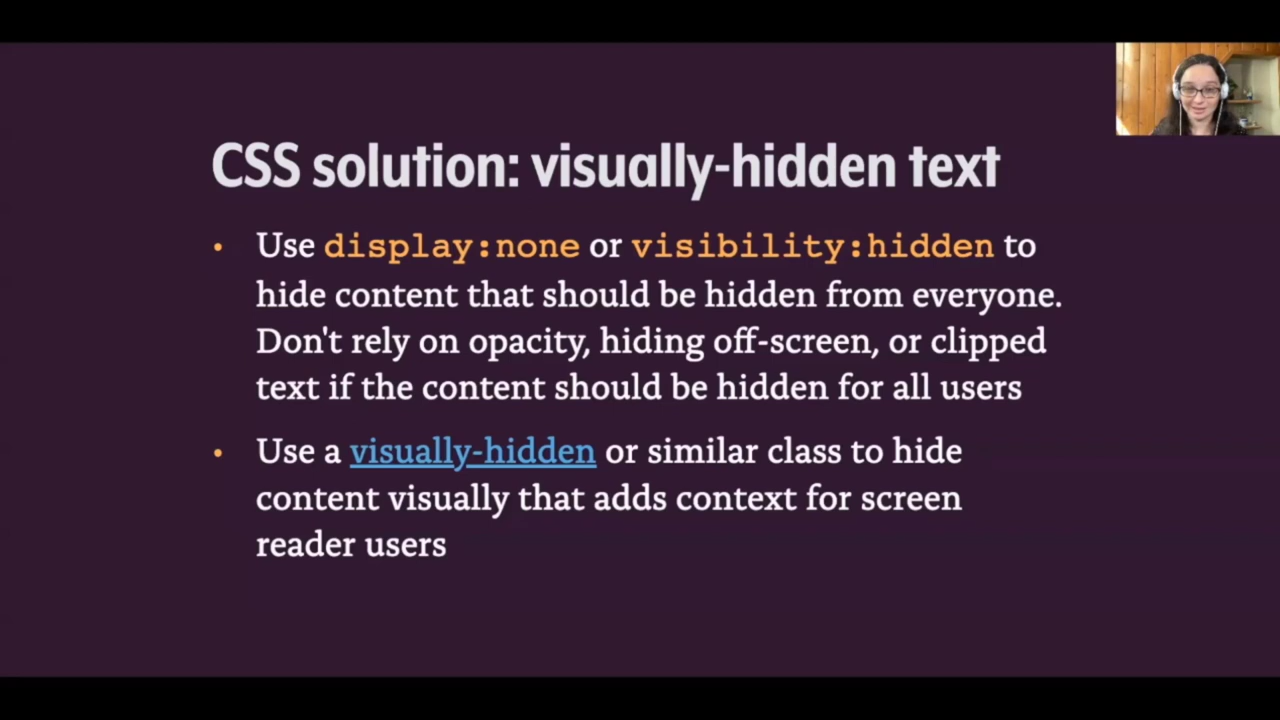 CSS solution: visually-hidden text
• Use display:none or visibility:hidden to
hide content that should be hidden from everyone.
Don't rely on opacity, hiding off-screen, or clipped
text if the content should be hidden for all users
• Use a visually-hidden or similar class to hide
content visually that adds context for screen
reader users